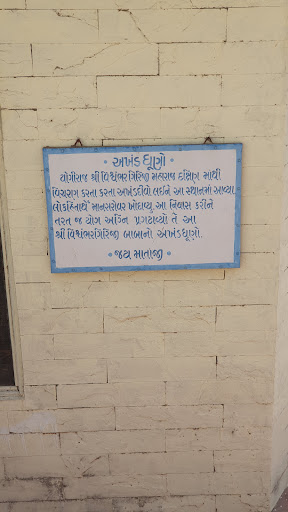 • અખંડ ધૂણો •
યોગીરાજ શ્રી વિશ્વંભરગિરિજી મહારાજ દક્ષિણ માંથી
વિચરણ કરતા કરતા અખંડદીવો લઈને આ સ્થાનમાં આવ્યા.
લોકહિતાર્થે માનસરોવર ખોદાવ્યુ, આ નિવાસ કરીને
તરત જ યોગ અગ્નિ પ્રગટાવ્યો તે આ
શ્રી વિશ્વંભરગિરીજી બાબાનો અખંડધૂણો.
• જય માતાજી •